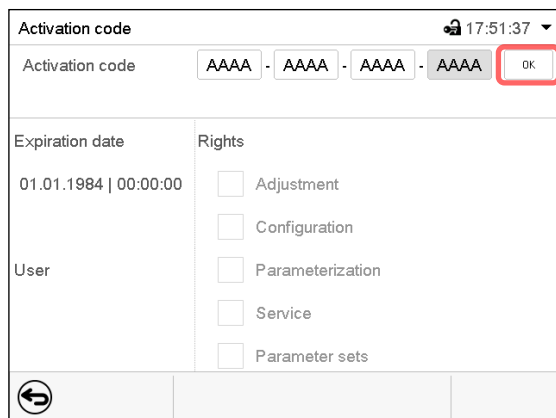 Activation code 17:51:37
Activation code AAAA - AAAA - AAAA - AAAA OK
Expiration date Rights
01.01.1984 | 00:00:00 Adjustment
Configuration
User Parameterization
Service
Parameter sets